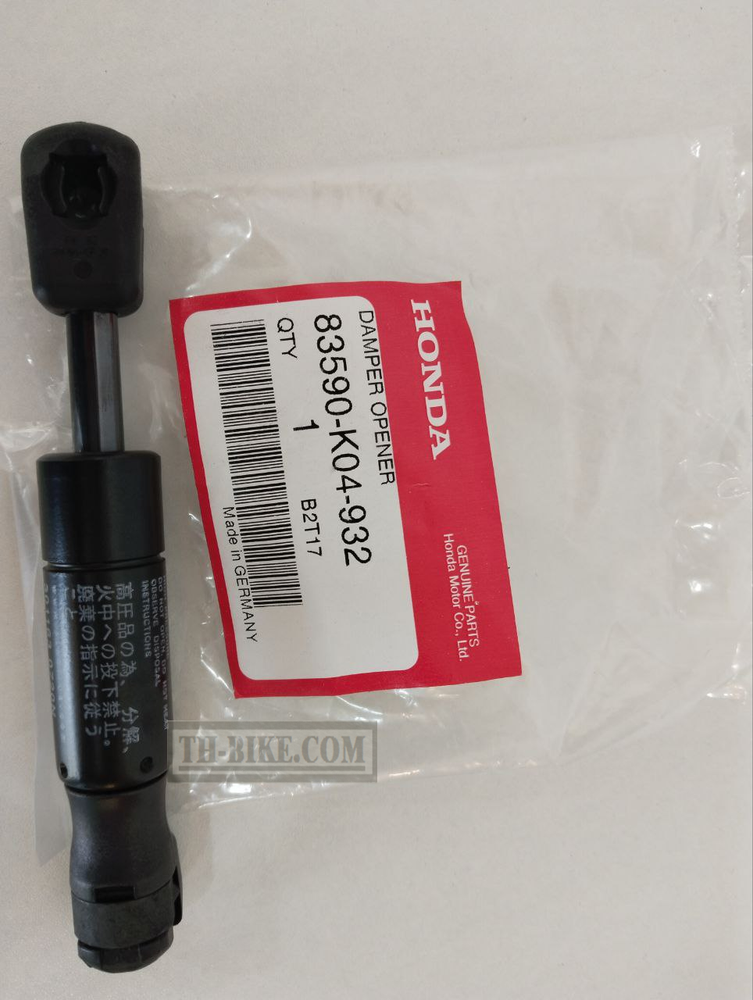 HONDA
GENUINE PARTS
Honda Motor Co., Ltd.
DAMPER OPENER
83590-K04-932
QTY 1 B2T17
Made in GERMANY
OBSERVE DISPOSAL
INSTRUCTIONS
高圧品の為、分解、
火中への投下禁止。
廃棄の指示に従う
TH-BIKE.COM